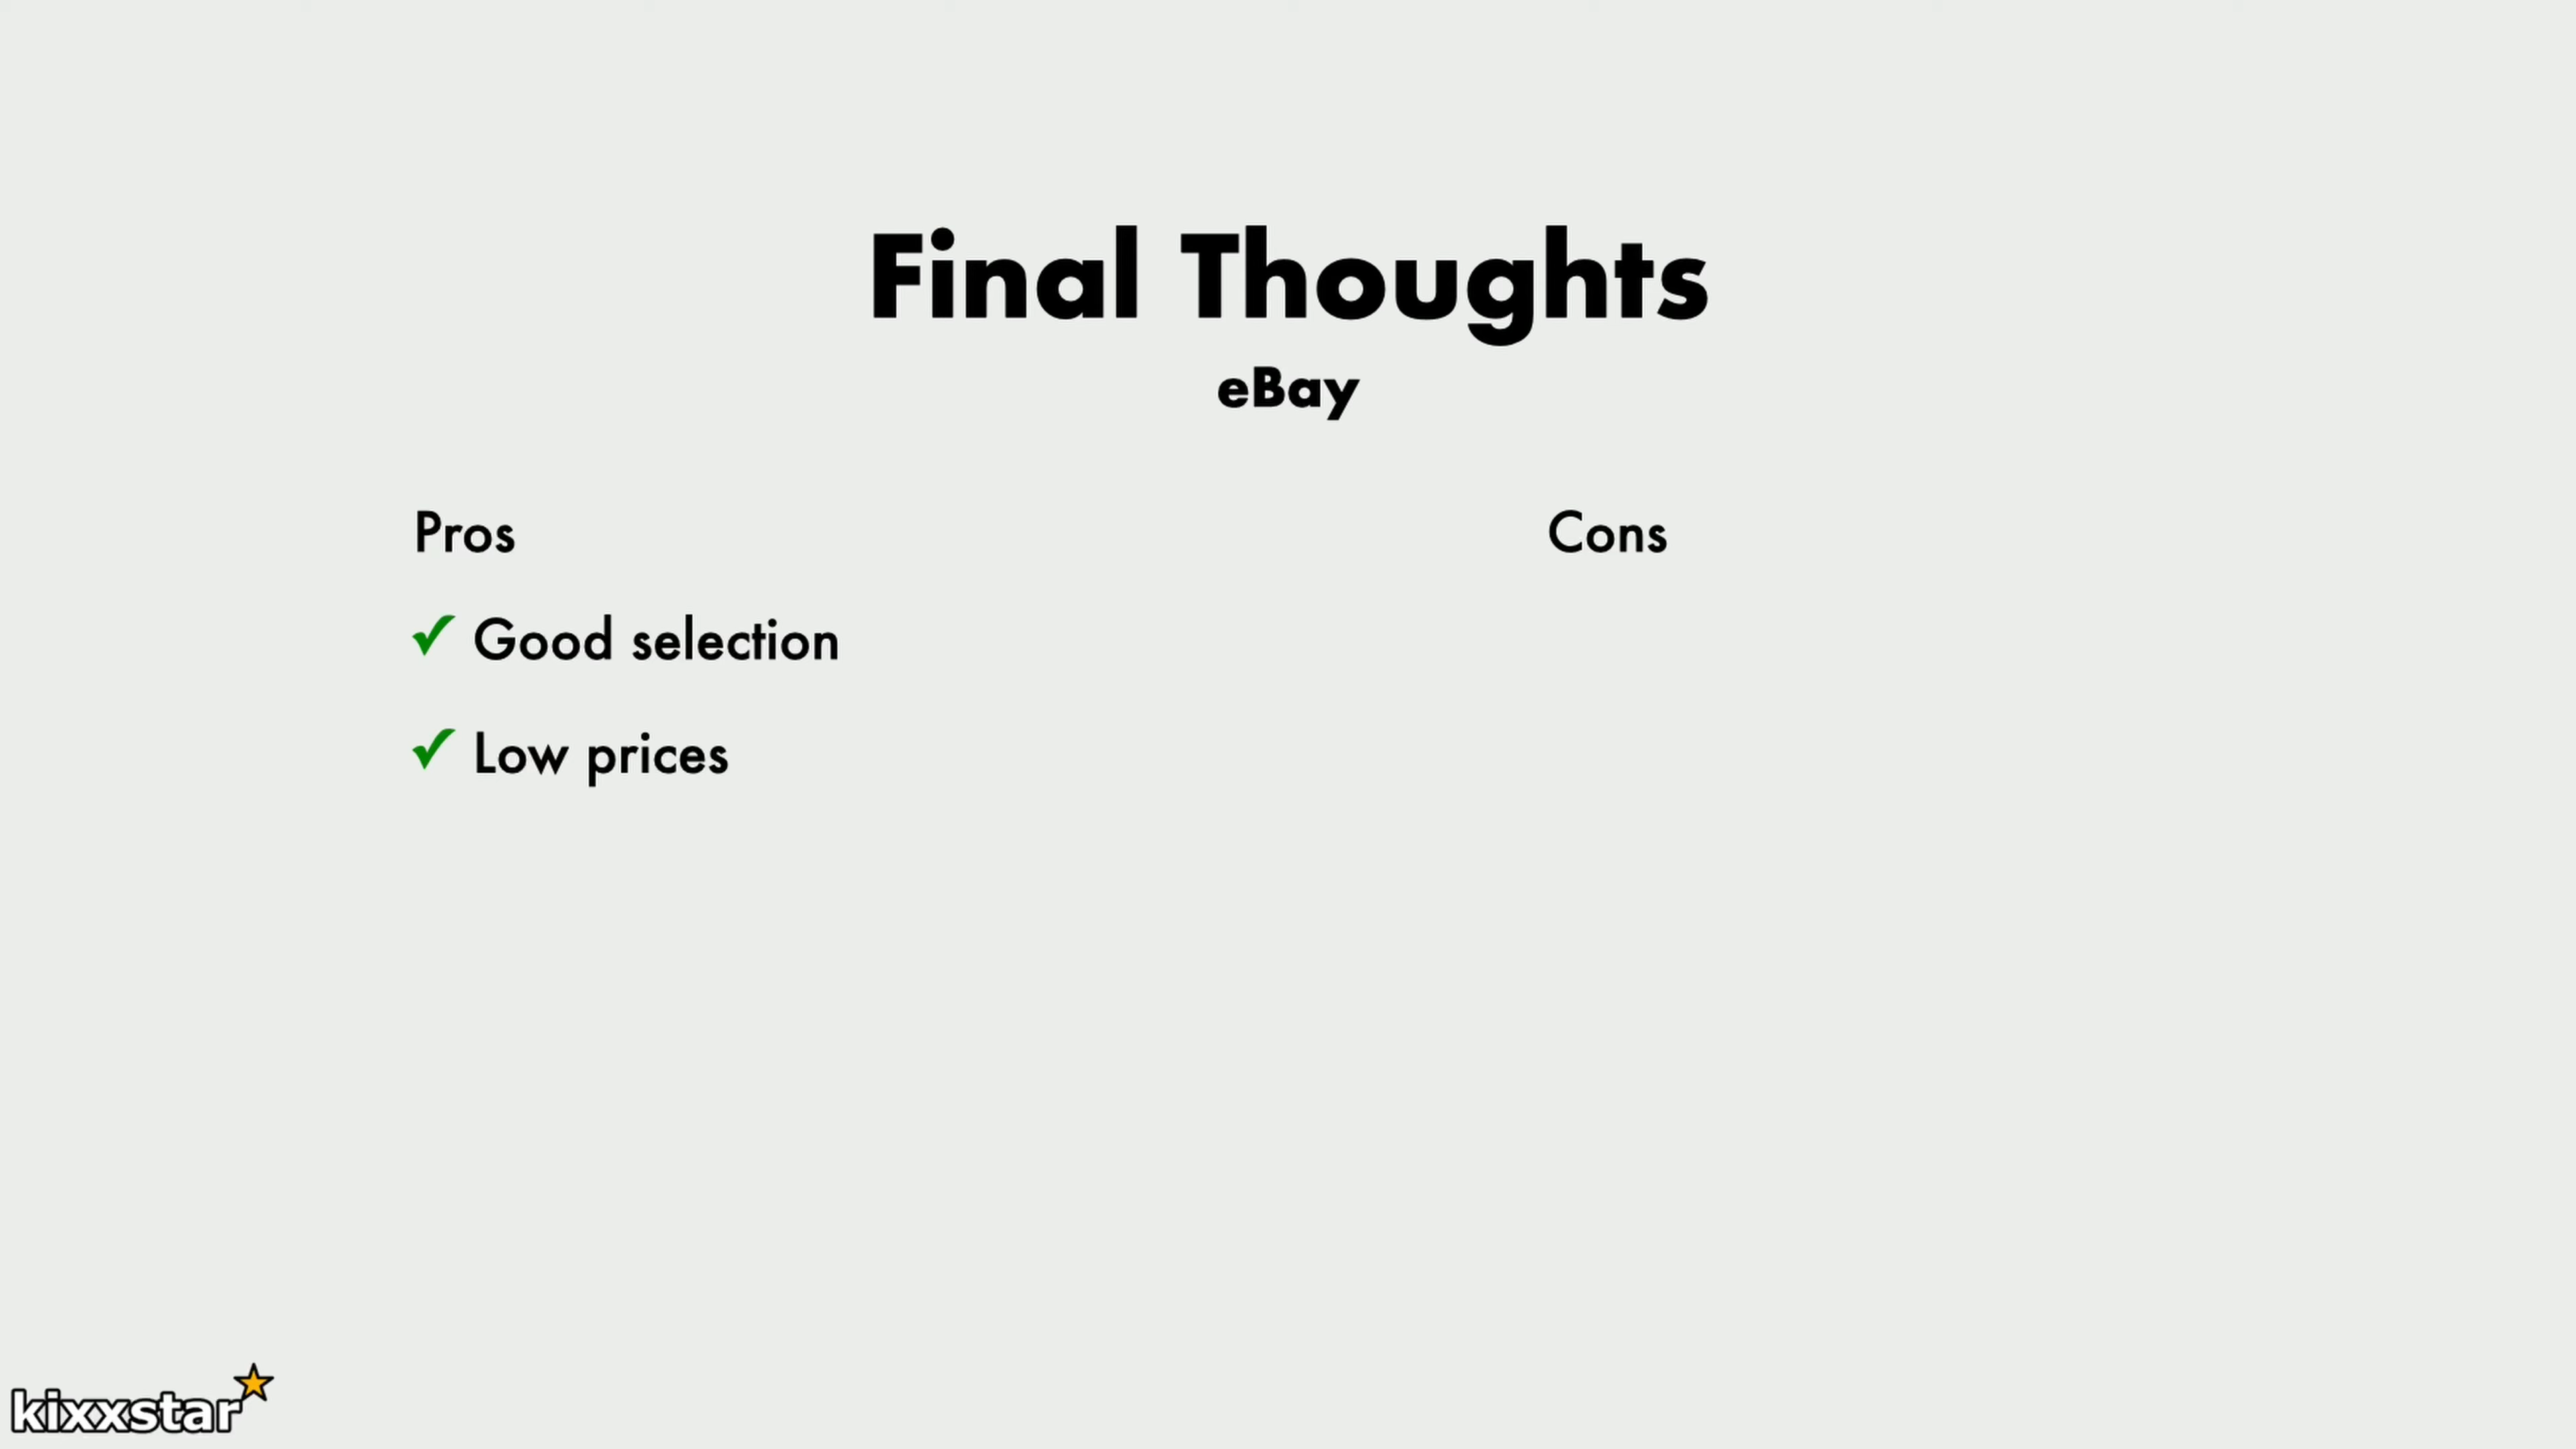 Final Thoughts
eBay
Pros
✓ Good selection
✓ Low prices
Cons
kixxstar